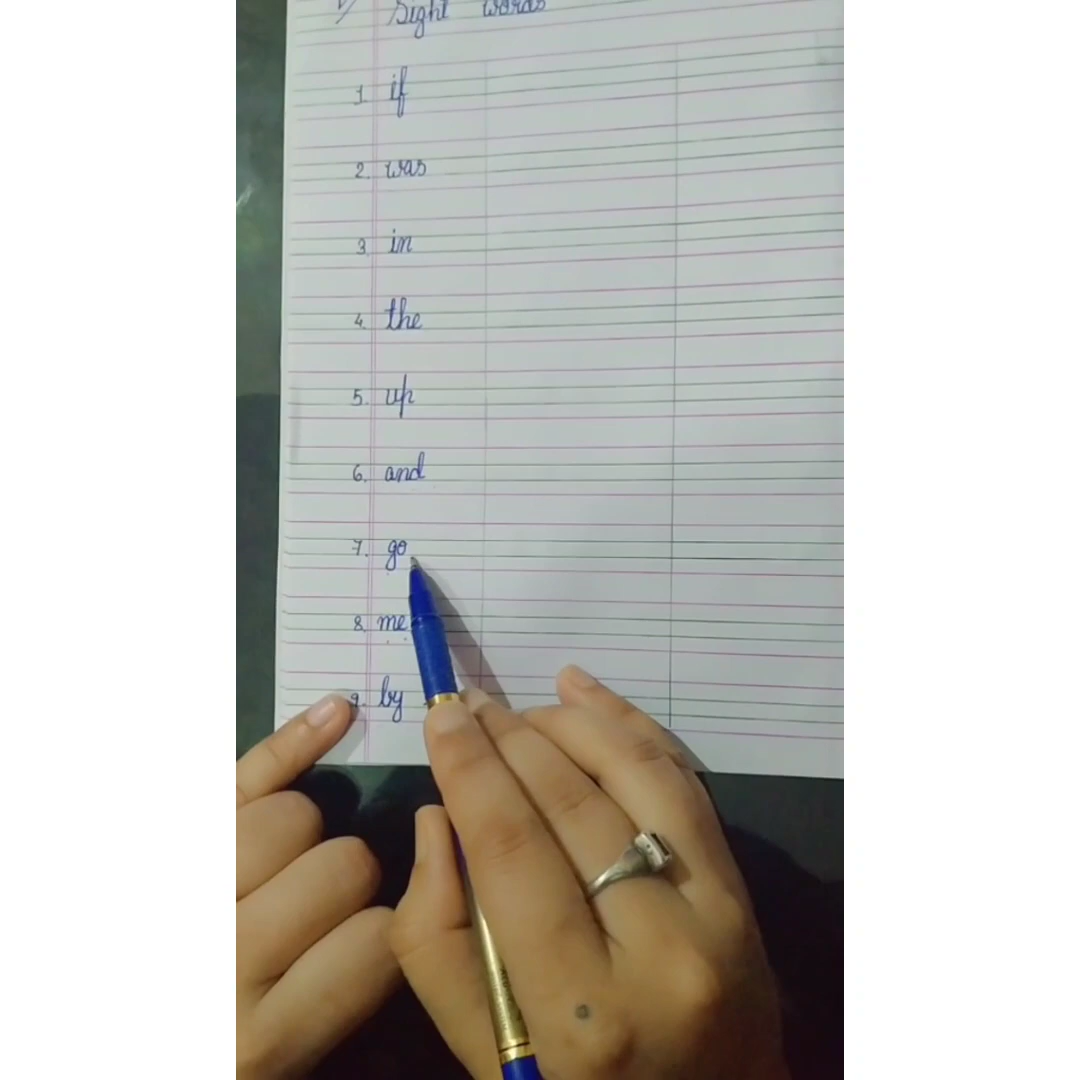 Sight words
1. if
2. was
3. in
4. the
5. up
6. and
7. go
8. me
9. by